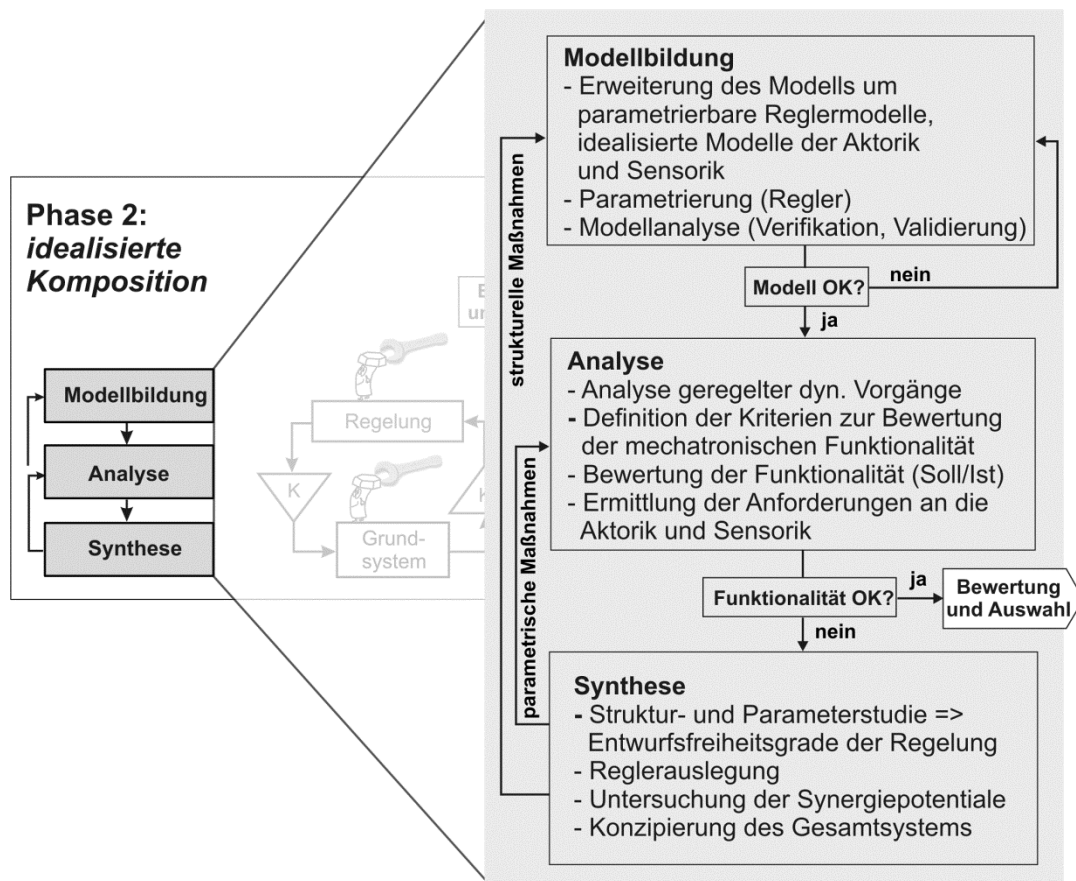 Phase 2:
idealisierte
Komposition
Modellbildung
Analyse
Synthese
Regelung
K
Grund-
system
strukturelle Maßnahmen
parametrische Maßnahmen
Modellbildung
- Erweiterung des Modells um
parametrierbare Reglermodelle,
idealisierte Modelle der Aktorik
und Sensorik
- Parametrierung (Regler)
- Modellanalyse (Verifikation, Validierung)
Modell OK?
nein
ja
Analyse
- Analyse geregelter dyn. Vorgänge
- Definition der Kriterien zur Bewertung
der mechatronischen Funktionalität
- Bewertung der Funktionalität (Soll/Ist)
- Ermittlung der Anforderungen an die
Aktorik und Sensorik
Funktionalität OK?
ja
Bewertung
und Auswahl
nein
Synthese
- Struktur- und Parameterstudie =>
Entwurfsfreiheitsgrade der Regelung
- Reglerauslegung
- Untersuchung der Synergiepotentiale
- Konzipierung des Gesamtsystems